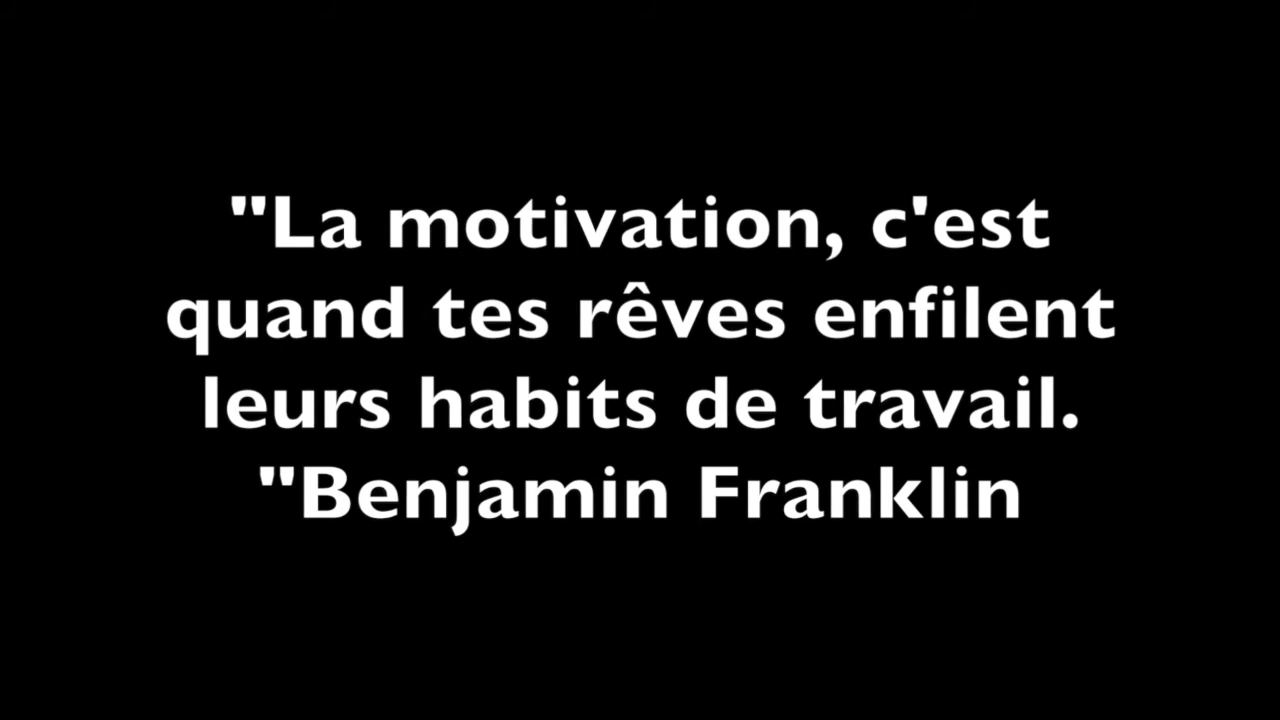 "La motivation, c'est
quand tes rêves enfilent
leurs habits de travail.
"Benjamin Franklin